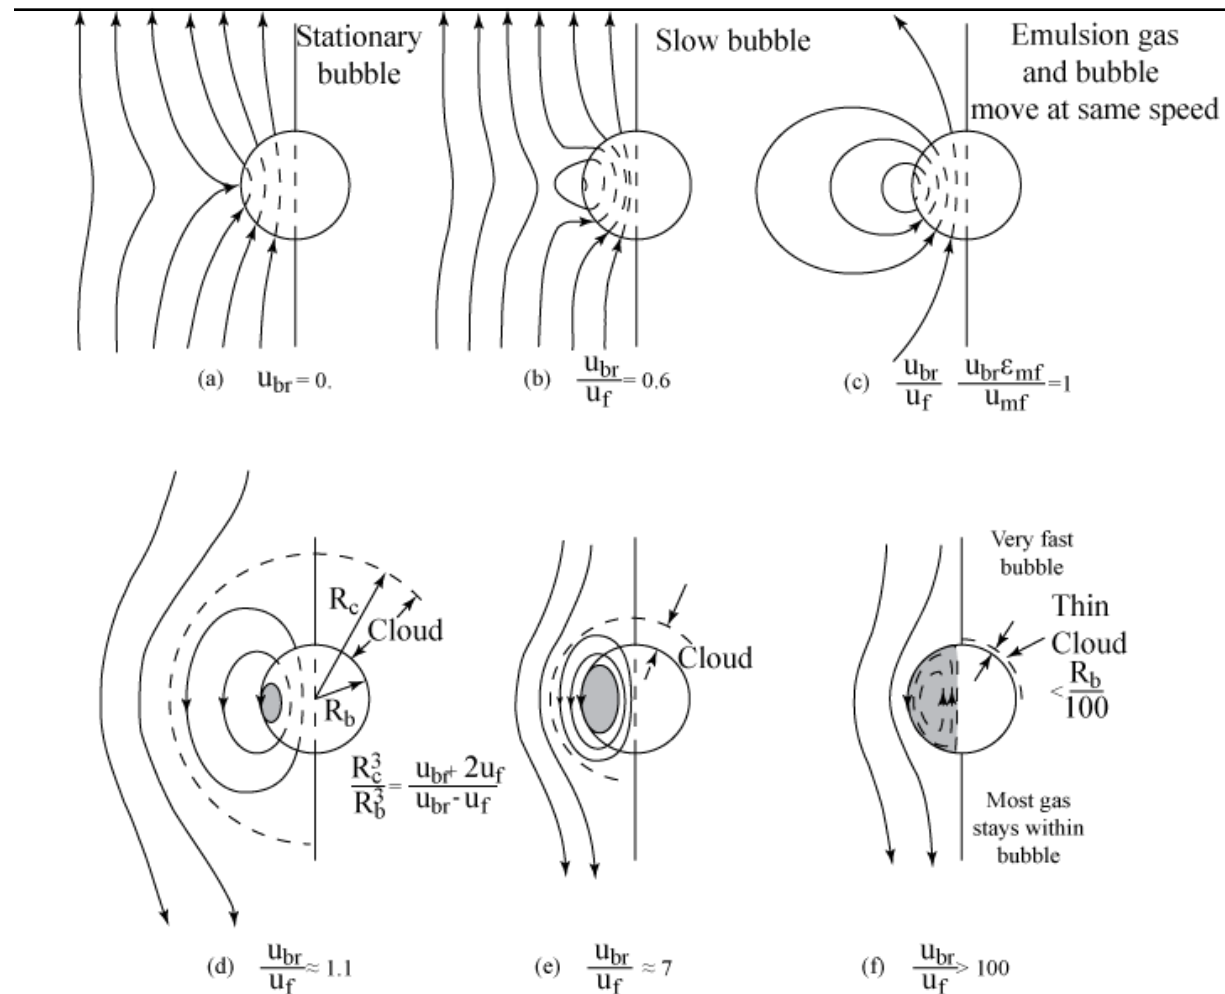 Stationary
bubble
(a) u_br = 0.
Slow bubble
(b) u_br/u_f = 0.6
Emulsion gas
and bubble
move at same speed
(c) u_br/u_f u_br ε_mf/u_mf = 1
R_c
Cloud
R_b
R_c^3/R_b^3 = u_br + 2u_f/u_br - u_f
(d) u_br/u_f ≈ 1.1
Cloud
(e) u_br/u_f ≈ 7
Very fast
bubble
Thin
Cloud
< R_b/100
Most gas
stays within
bubble
(f) u_br/u_f > 100